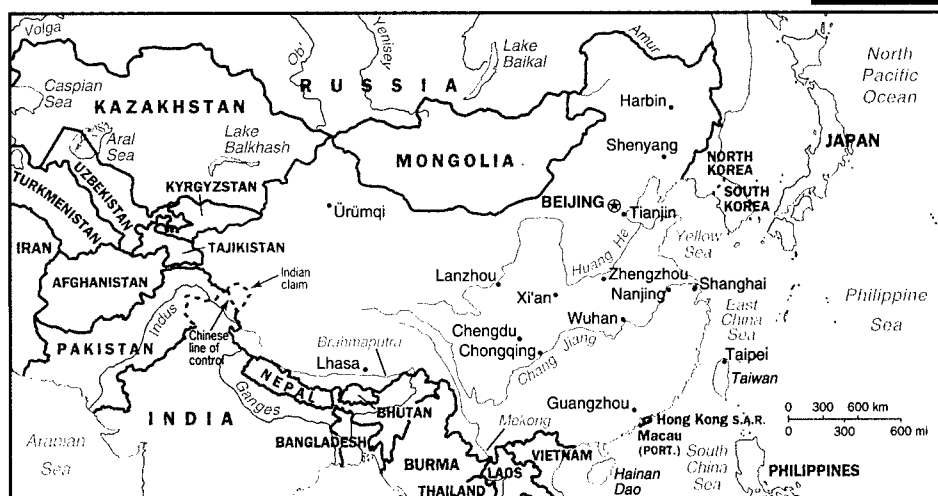 Volga
Ob'
Yenisey
Amur
Lake
Baikal
North
Pacific
Ocean
RUSSIA
Caspian
Sea
KAZAKHSTAN
Harbin
Aral
Sea
Lake
Balkhash
MONGOLIA
Shenyang
JAPAN
NORTH
KOREA
SOUTH
KOREA
UZBEKISTAN
TURKMENISTAN
KYRGYZSTAN
Ürümqi
BEIJING
Tianjin
TAJIKISTAN
IRAN
Yellow
Sea
Huang He
AFGHANISTAN
Indian
claim
Lanzhou
Zhengzhou
Xi'an
Nanjing
Shanghai
Philippine
Sea
East
China
Sea
Indus
Chinese
line of
control
Wuhan
Chengdu
Chongqing
Chang Jiang
PAKISTAN
Brahmaputra
Lhasa
Taipei
Taiwan
NEPAL
Ganges
INDIA
BHUTAN
Mekong
Guangzhou
Hong Kong S.A.R.
Macau
(PORT.)
0 300 600 km
0 300 600 mi
BANGLADESH
Arabian
Sea
BURMA
VIETNAM
LAOS
South
China
Sea
Hainan
Dao
THAILAND
PHILIPPINES